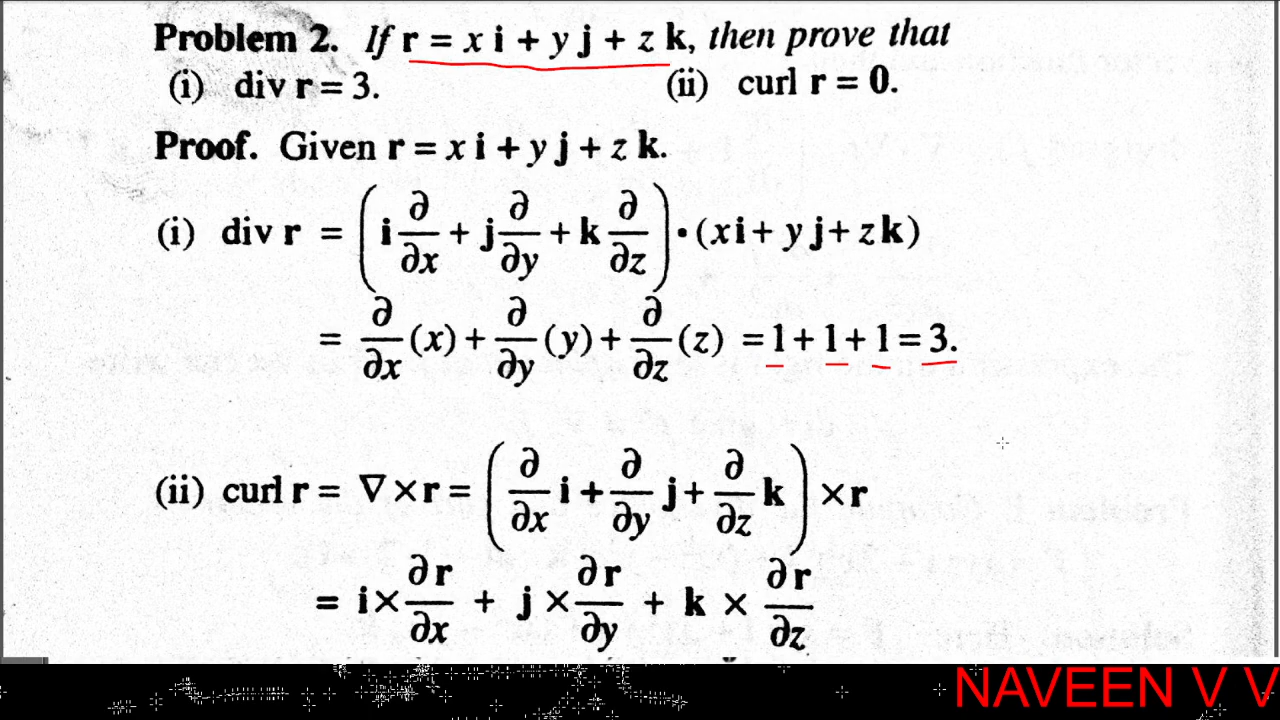 Problem 2. If r = x i + y j + z k, then prove that
(i) div r = 3. (ii) curl r = 0.
Proof. Given r = x i + y j + z k.
(i) div r = ( i ∂/∂x + j ∂/∂y + k ∂/∂z ) • (x i + y j + z k)
= ∂/∂x (x) + ∂/∂y (y) + ∂/∂z (z) = 1 + 1 + 1 = 3.
(ii) curl r = ∇ × r = ( ∂/∂x i + ∂/∂y j + ∂/∂z k ) × r
= i × ∂r/∂x + j × ∂r/∂y + k × ∂r/∂z
NAVEEN V V